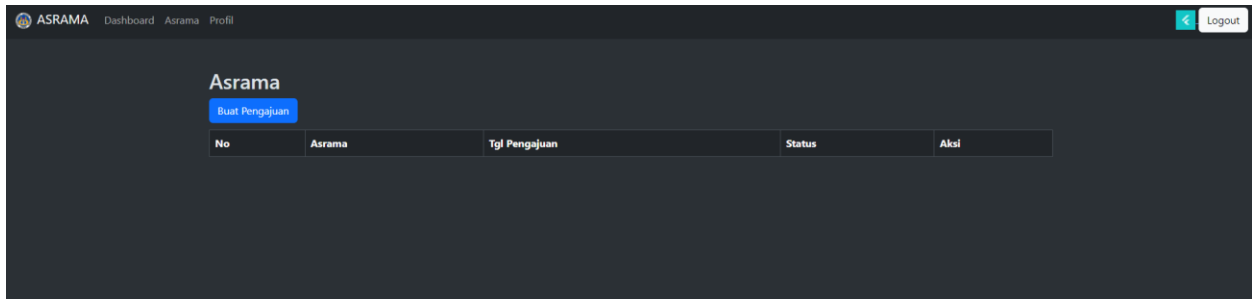 ASRAMA Dashboard Asrama Profil Logout
Asrama
Buat Pengajuan
No Asrama Tgl Pengajuan Status Aksi